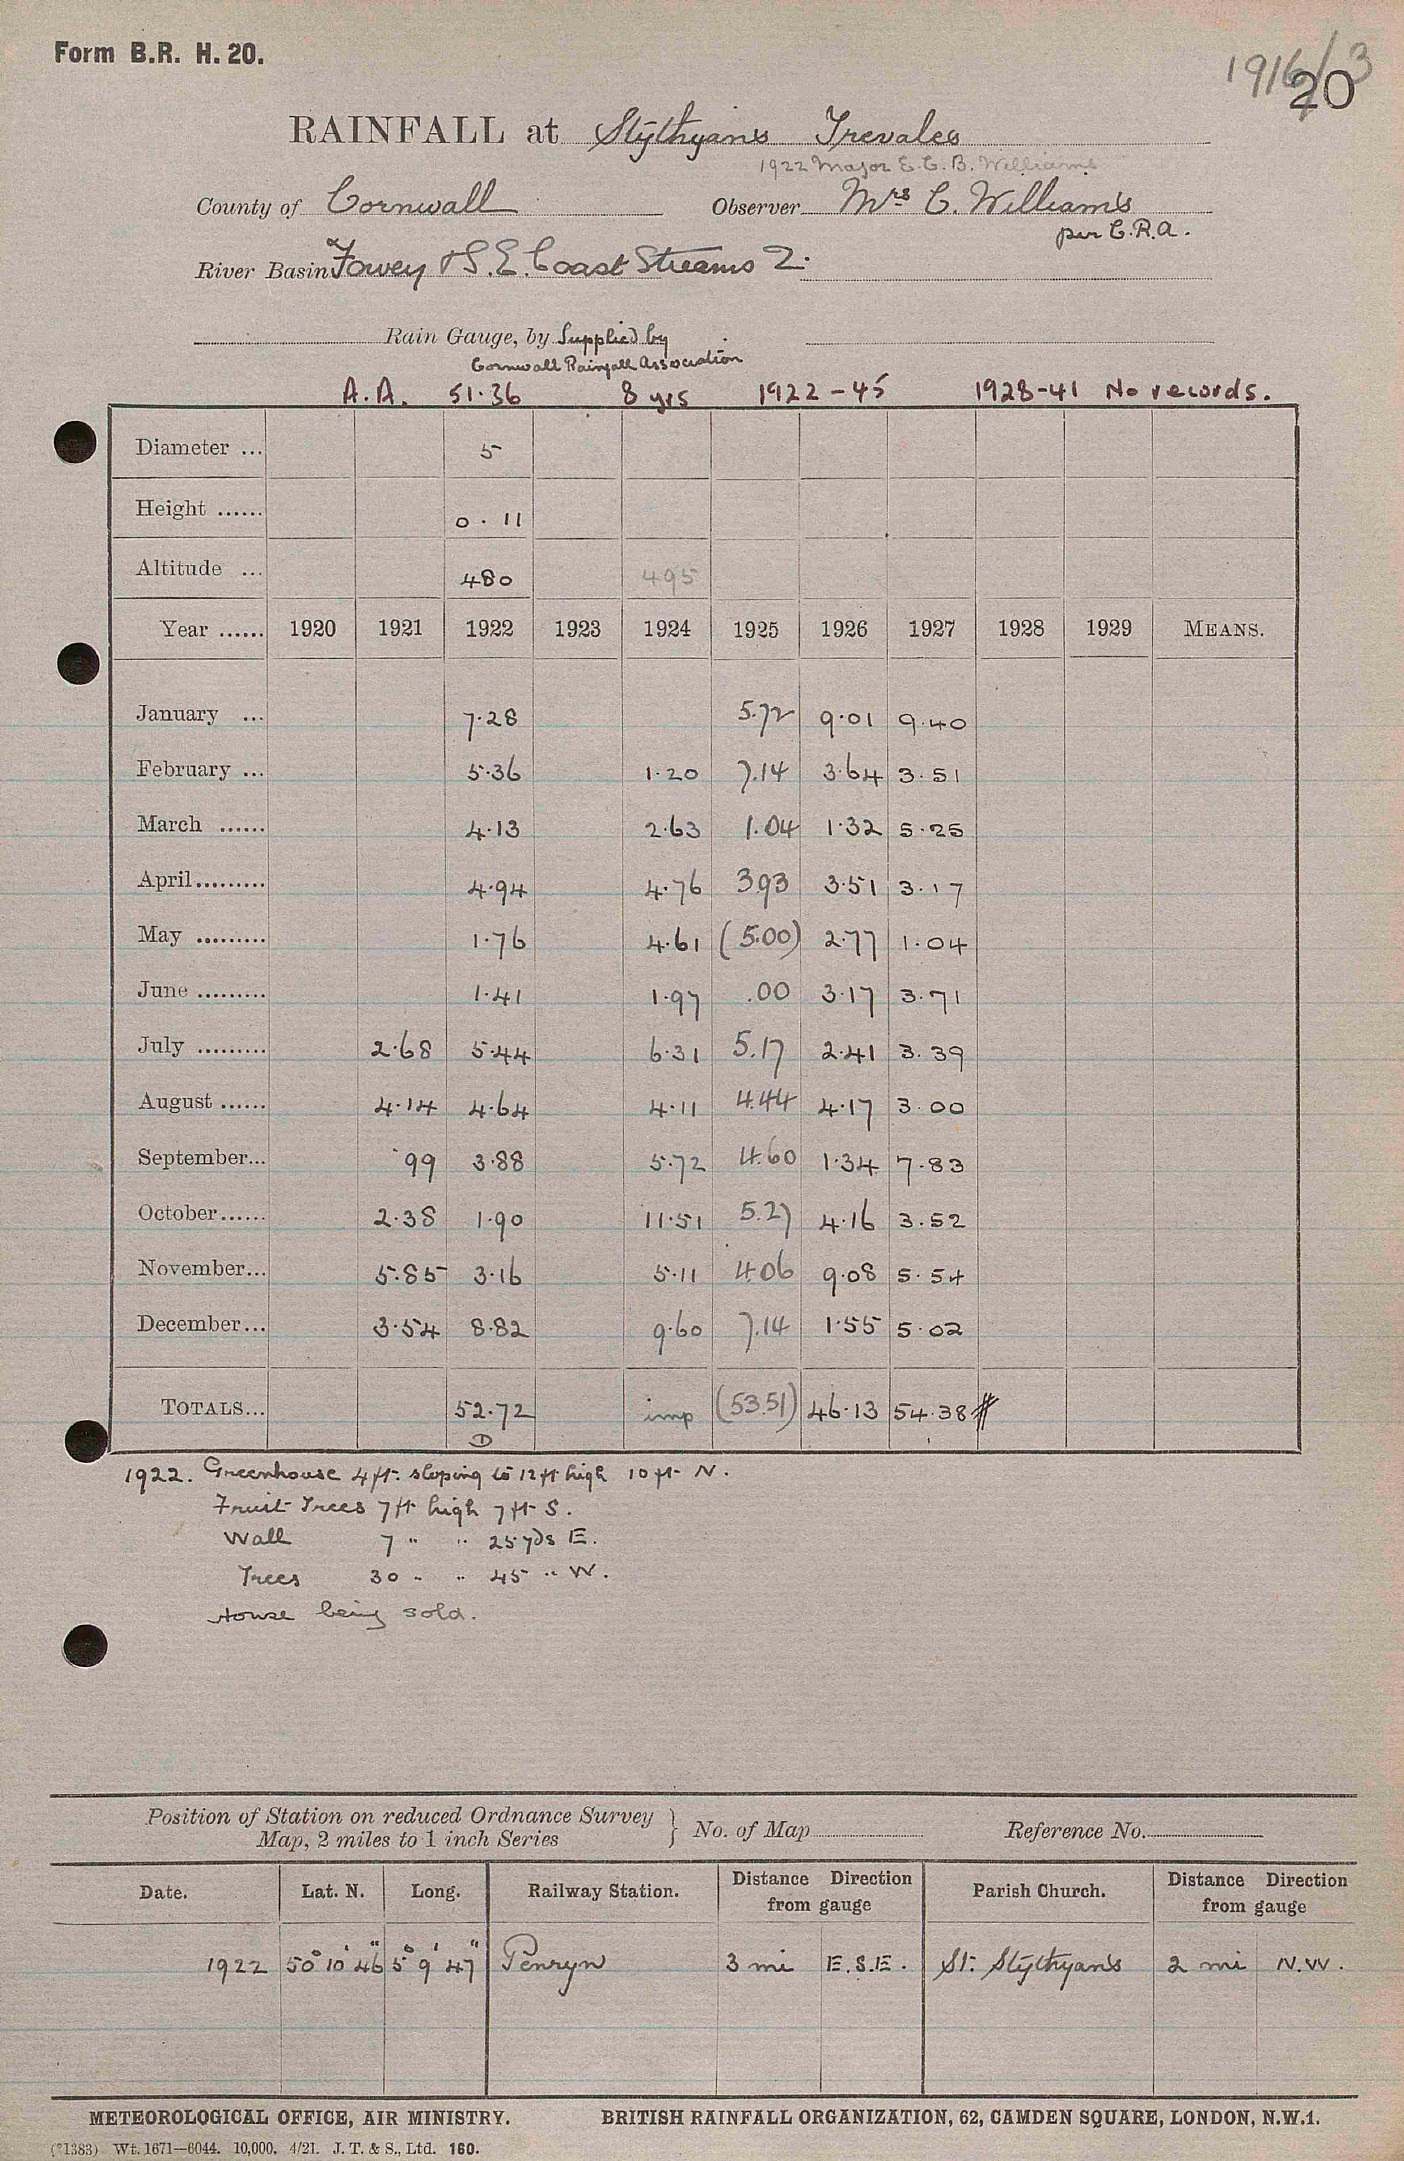 Form B.R. H. 20.
1916/3
20
RAINFALL at Stythyans Trevales
1922 Major E. C. B. Williams
County of Cornwall Observer Mrs C. Williams
per C.R.A.
River Basin Fowey & S.E. Coast Streams 2.
Rain Gauge, by Supplied by
Cornwall Rainfall Association
A.A. 51.36 8 yrs 1922-45 1928-41 No records.
Diameter ... 5
Height ...... 0.11
Altitude ... 480 495
Year ...... 1920 1921 1922 1923 1924 1925 1926 1927 1928 1929 MEANS.
January ... 7.28 5.72 9.01 9.40
February ... 5.36 1.20 7.14 3.64 3.51
March ...... 4.13 2.63 1.04 1.32 5.25
April......... 4.94 4.76 3.93 3.51 3.17
May ......... 1.76 4.61 (5.00) 2.77 1.04
June ......... 1.41 1.97 .00 3.17 3.71
July ......... 2.68 5.44 6.31 5.17 2.41 3.39
August ...... 4.14 4.64 4.11 4.44 4.17 3.00
September... .99 3.88 5.72 4.60 1.34 7.83
October...... 2.38 1.90 11.51 5.27 4.16 3.52
November... 5.85 3.16 5.11 4.06 9.08 5.54
December... 3.54 8.82 9.60 7.14 1.55 5.02
TOTALS... 52.72 imp (53.51) 46.13 54.38 #
D
1922. Greenhouse 4 ft. sloping to 12 ft high 10 ft. N.
Fruit Trees 7 ft high 7 ft S.
Wall 7 " " 25 yds E.
Trees 30 " " 45 " W.
House being sold.
Position of Station on reduced Ordnance Survey
Map, 2 miles to 1 inch Series } No. of Map Reference No.
Date. Lat. N. Long. Railway Station. Distance Direction from gauge Parish Church. Distance Direction from gauge
1922 50° 10' 46" 5° 9' 47" Penryn 3 mi E.S.E. St. Stythyans 2 mi N.W.
METEOROLOGICAL OFFICE, AIR MINISTRY. BRITISH RAINFALL ORGANIZATION, 62, CAMDEN SQUARE, LONDON, N.W.1.
(*1383) Wt. 1671—6044. 10,000. 4/21. J. T. & S., Ltd. 160.